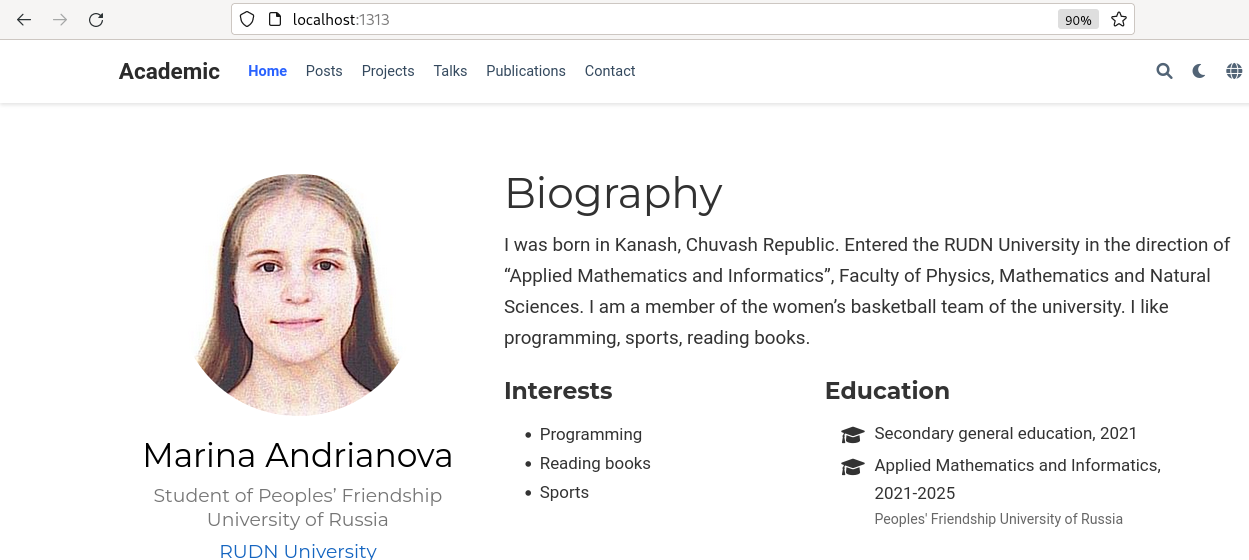 localhost:1313
90%
Academic
Home Posts Projects Talks Publications Contact
Biography
I was born in Kanash, Chuvash Republic. Entered the RUDN University in the direction of
“Applied Mathematics and Informatics”, Faculty of Physics, Mathematics and Natural
Sciences. I am a member of the women’s basketball team of the university. I like
programming, sports, reading books.
Interests
• Programming
• Reading books
• Sports
Education
Secondary general education, 2021
Applied Mathematics and Informatics,
2021-2025
Peoples' Friendship University of Russia
Marina Andrianova
Student of Peoples’ Friendship
University of Russia
RUDN University